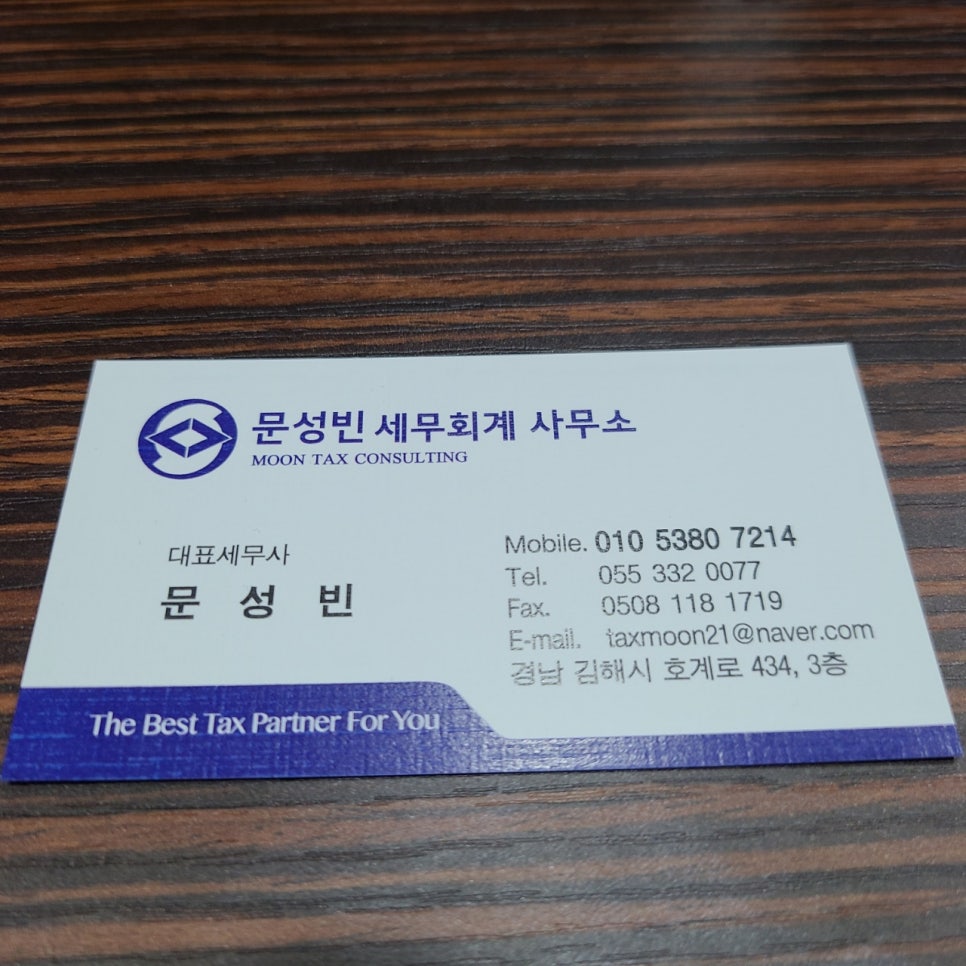 문성빈 세무회계 사무소
MOON TAX CONSULTING
대표세무사
문 성 빈
Mobile. 010 5380 7214
Tel. 055 332 0077
Fax. 0508 118 1719
E-mail. taxmoon21@naver.com
경남 김해시 호계로 434, 3층
The Best Tax Partner For You